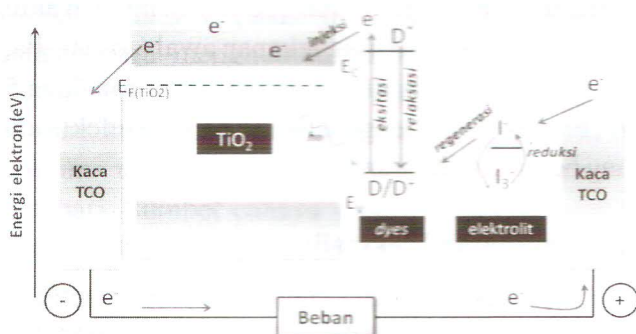 Energi elektron (eV)
e⁻
e⁻
injeksi
e⁻
D*
E_F(TiO2)
E_C
eksitasi
relaksasi
TiO₂
hν
regenerasi
I⁻
reduksi
I₃⁻
e⁻
Kaca
TCO
D/D⁻
E_v
dyes
elektrolit
Kaca
TCO
-
e⁻
Beban
e⁻
+